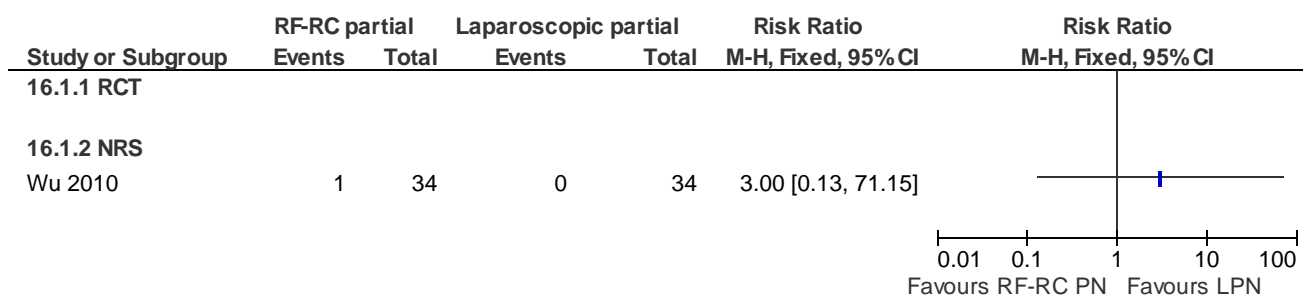 RF-RC partial Laparoscopic partial Risk Ratio Risk Ratio
Study or Subgroup Events Total Events Total M-H, Fixed, 95% CI M-H, Fixed, 95% CI
16.1.1 RCT
16.1.2 NRS
Wu 2010 1 34 0 34 3.00 [0.13, 71.15]
0.01 0.1 1 10 100
Favours RF-RC PN Favours LPN